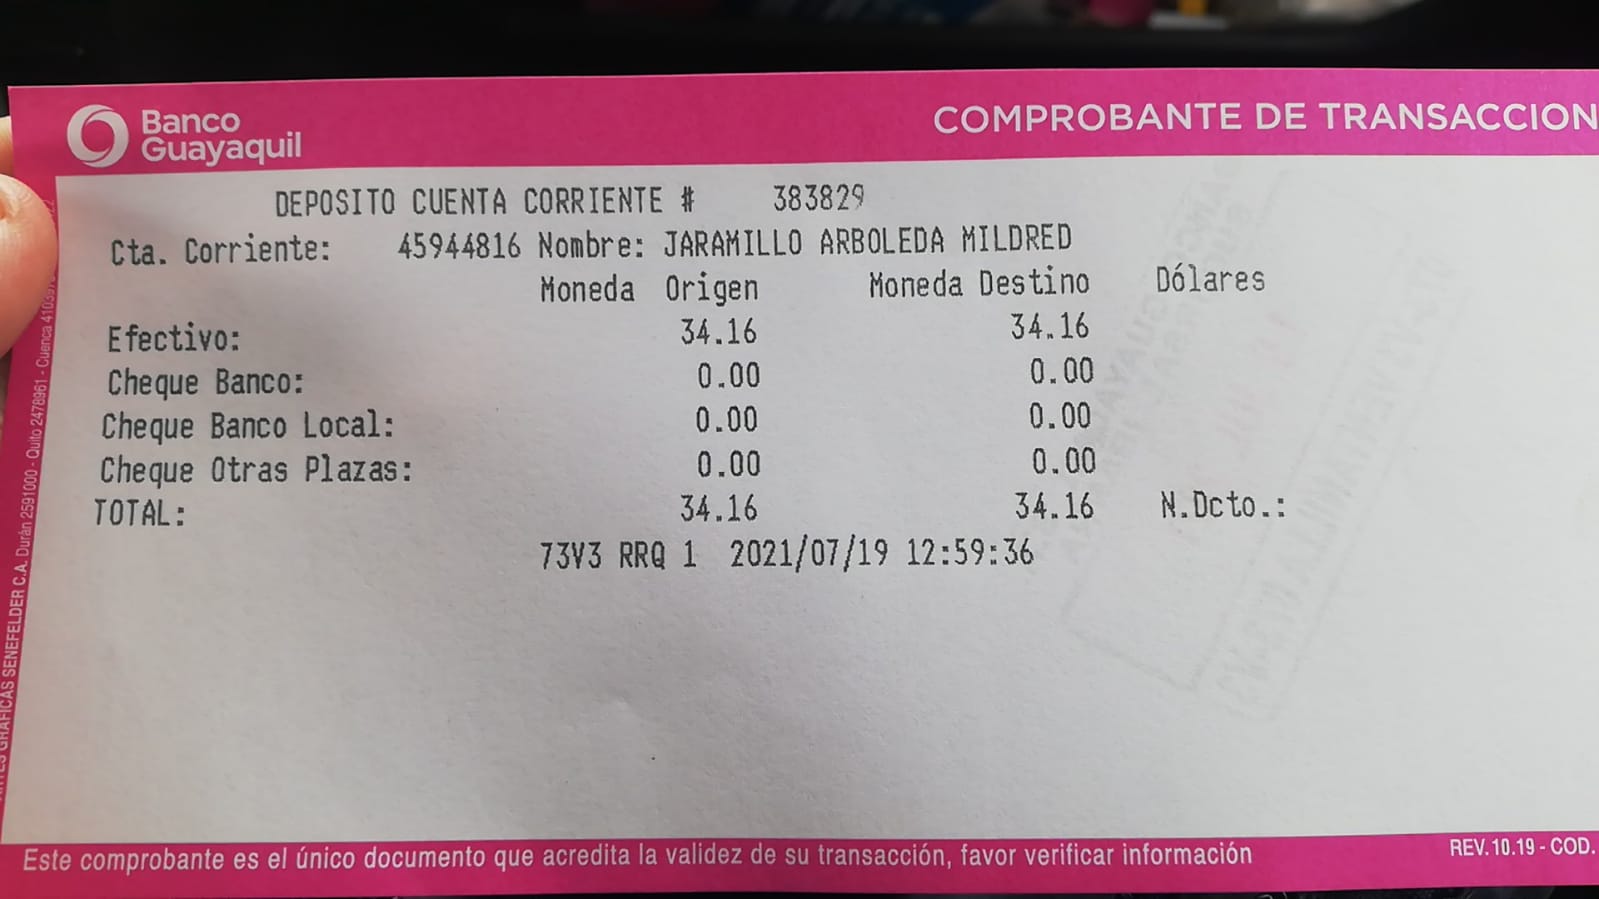 Banco
Guayaquil
COMPROBANTE DE TRANSACCION
DEPOSITO CUENTA CORRIENTE # 383829
Cta. Corriente: 45944816 Nombre: JARAMILLO ARBOLEDA MILDRED
Moneda Origen Moneda Destino Dólares
Efectivo: 34.16 34.16
Cheque Banco: 0.00 0.00
Cheque Banco Local: 0.00 0.00
Cheque Otras Plazas: 0.00 0.00
TOTAL: 34.16 34.16 N.Dcto.:
73V3 RRQ 1 2021/07/19 12:59:36
Este comprobante es el único documento que acredita la validez de su transacción, favor verificar información
REV. 10.19 - COD.
GRÁFICAS SENEFELDER C.A. Durán 2591000 - Quito 2478961 - Cuenca